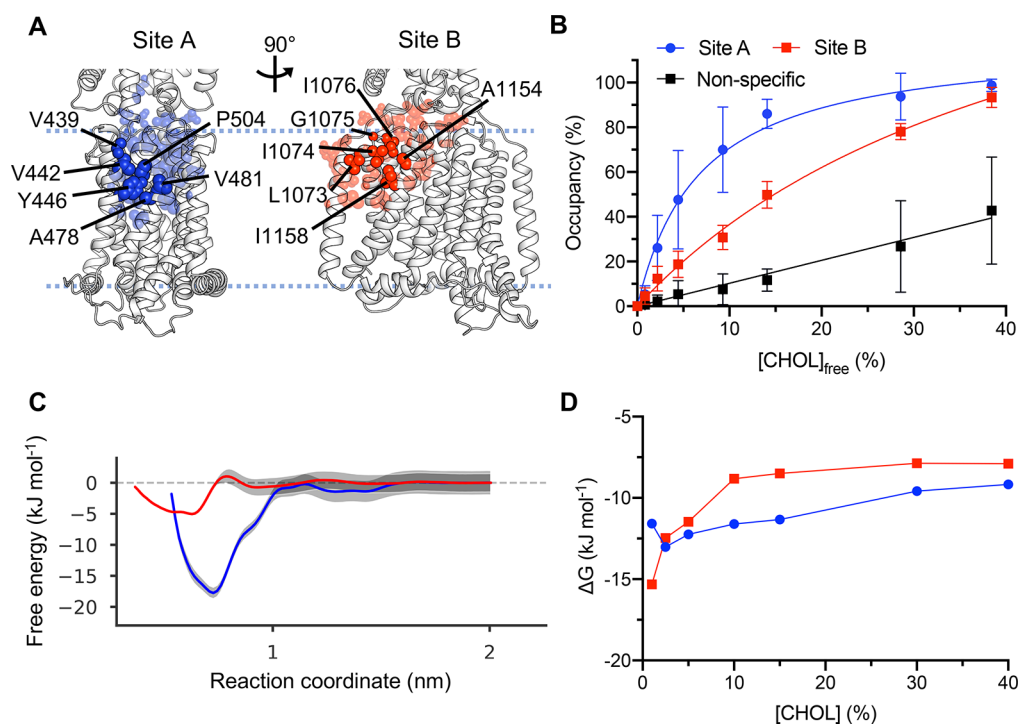 A
Site A
90°
Site B
V439
P504
V442
Y446
V481
A478
I1076
A1154
G1075
I1074
L1073
I1158
B
Site A
Site B
Non-specific
Occupancy (%)
100
80
60
40
20
0
0
10
20
30
40
[CHOL]free (%)
C
Free energy (kJ mol-1)
0
−5
−10
−15
−20
1
2
Reaction coordinate (nm)
D
ΔG (kJ mol-1)
-5
-10
-15
-20
0
10
20
30
40
[CHOL] (%)